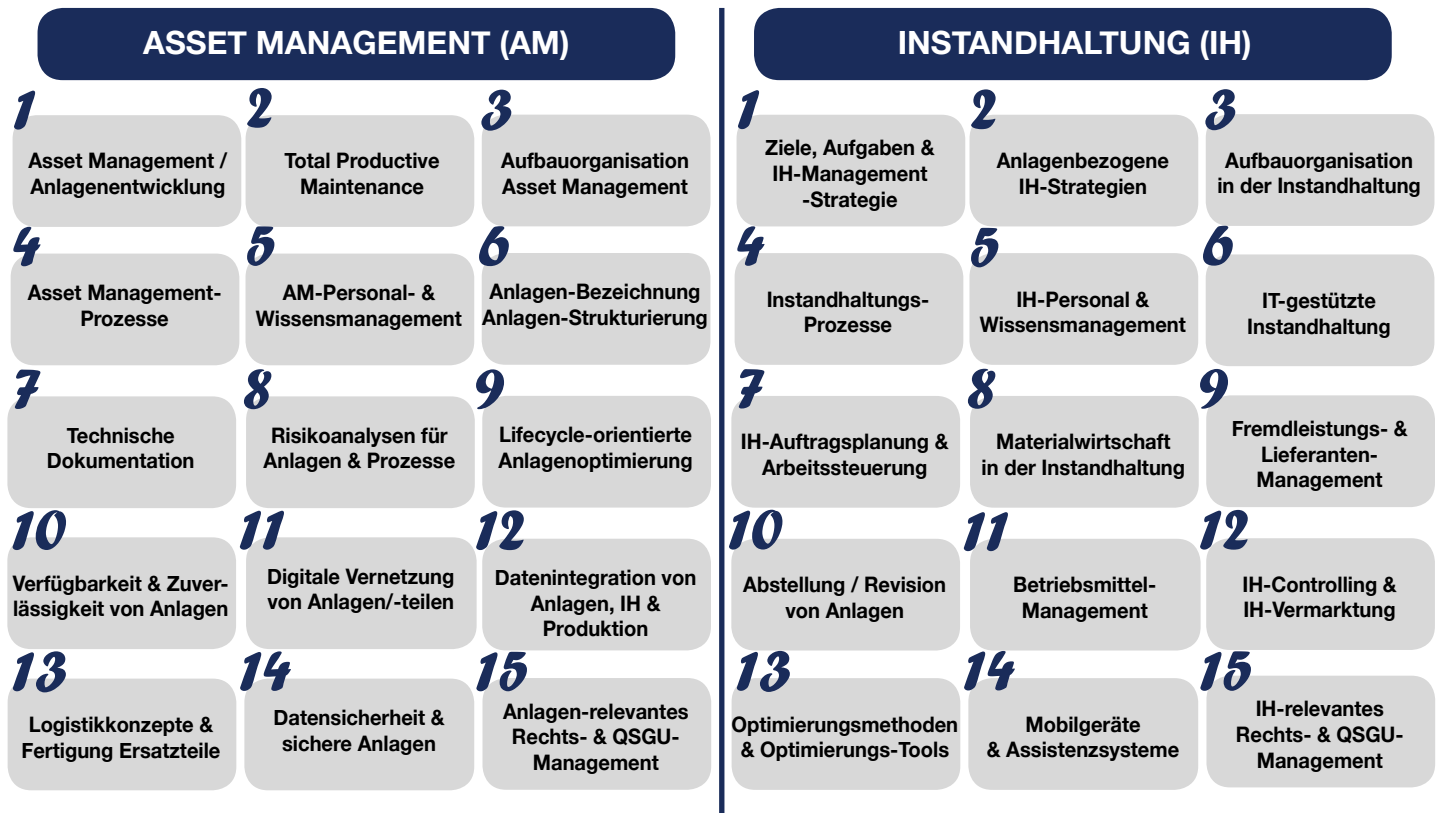 ASSET MANAGEMENT (AM)
1
Asset Management /
Anlagenentwicklung
2
Total Productive
Maintenance
3
Aufbauorganisation
Asset Management
4
Asset Management-
Prozesse
5
AM-Personal- &
Wissensmanagement
6
Anlagen-Bezeichnung
Anlagen-Strukturierung
7
Technische
Dokumentation
8
Risikoanalysen für
Anlagen & Prozesse
9
Lifecycle-orientierte
Anlagenoptimierung
10
Verfügbarkeit & Zuver-
lässigkeit von Anlagen
11
Digitale Vernetzung
von Anlagen/-teilen
12
Datenintegration von
Anlagen, IH &
Produktion
13
Logistikkonzepte &
Fertigung Ersatzteile
14
Datensicherheit &
sichere Anlagen
15
Anlagen-relevantes
Rechts- & QSGU-
Management
INSTANDHALTUNG (IH)
1
Ziele, Aufgaben &
IH-Management
-Strategie
2
Anlagenbezogene
IH-Strategien
3
Aufbauorganisation
in der Instandhaltung
4
Instandhaltungs-
Prozesse
5
IH-Personal &
Wissensmanagement
6
IT-gestützte
Instandhaltung
7
IH-Auftragsplanung &
Arbeitssteuerung
8
Materialwirtschaft
in der Instandhaltung
9
Fremdleistungs- &
Lieferanten-
Management
10
Abstellung / Revision
von Anlagen
11
Betriebsmittel-
Management
12
IH-Controlling &
IH-Vermarktung
13
Optimierungsmethoden
& Optimierungs-Tools
14
Mobilgeräte
& Assistenzsysteme
15
IH-relevantes
Rechts- & QSGU-
Management